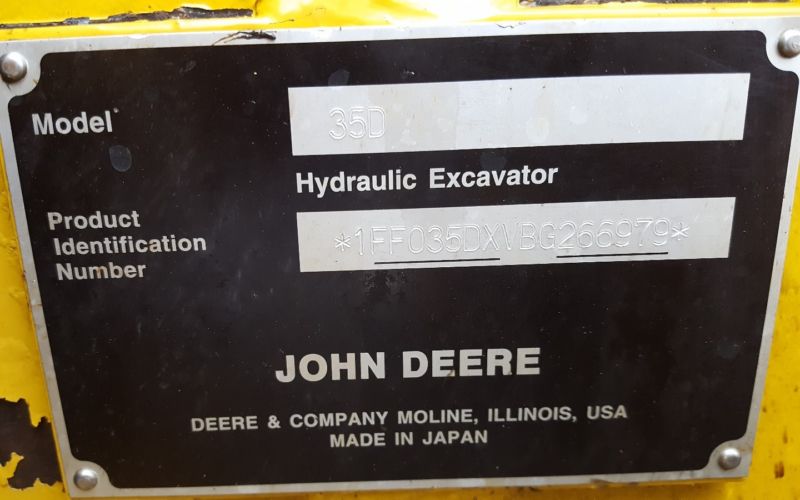 Model 35D
Hydraulic Excavator
Product
Identification
Number
*1FF035DXVBG266979*
JOHN DEERE
DEERE & COMPANY MOLINE, ILLINOIS, USA
MADE IN JAPAN